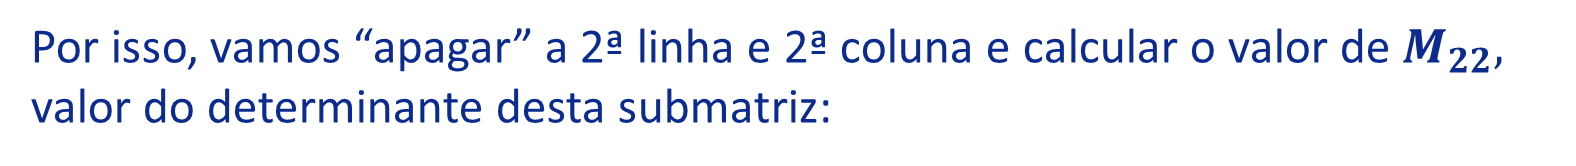 Por isso, vamos “apagar” a 2ª linha e 2ª coluna e calcular o valor de M₂₂,
valor do determinante desta submatriz: